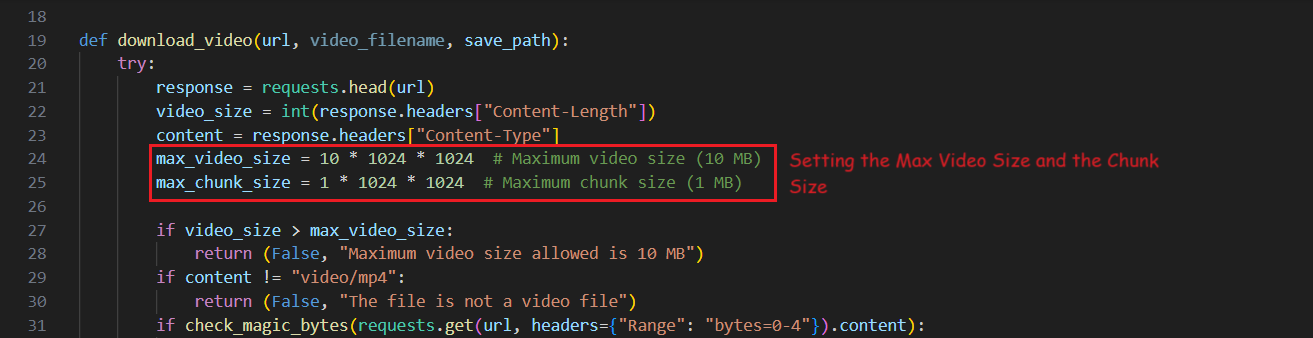 18
19 def download_video(url, video_filename, save_path):
20 try:
21 response = requests.head(url)
22 video_size = int(response.headers["Content-Length"])
23 content = response.headers["Content-Type"]
24 max_video_size = 10 * 1024 * 1024 # Maximum video size (10 MB) Setting the Max Video Size and the Chunk
25 max_chunk_size = 1 * 1024 * 1024 # Maximum chunk size (1 MB) Size
26
27 if video_size > max_video_size:
28 return (False, "Maximum video size allowed is 10 MB")
29 if content != "video/mp4":
30 return (False, "The file is not a video file")
31 if check_magic_bytes(requests.get(url, headers={"Range": "bytes=0-4"}).content):